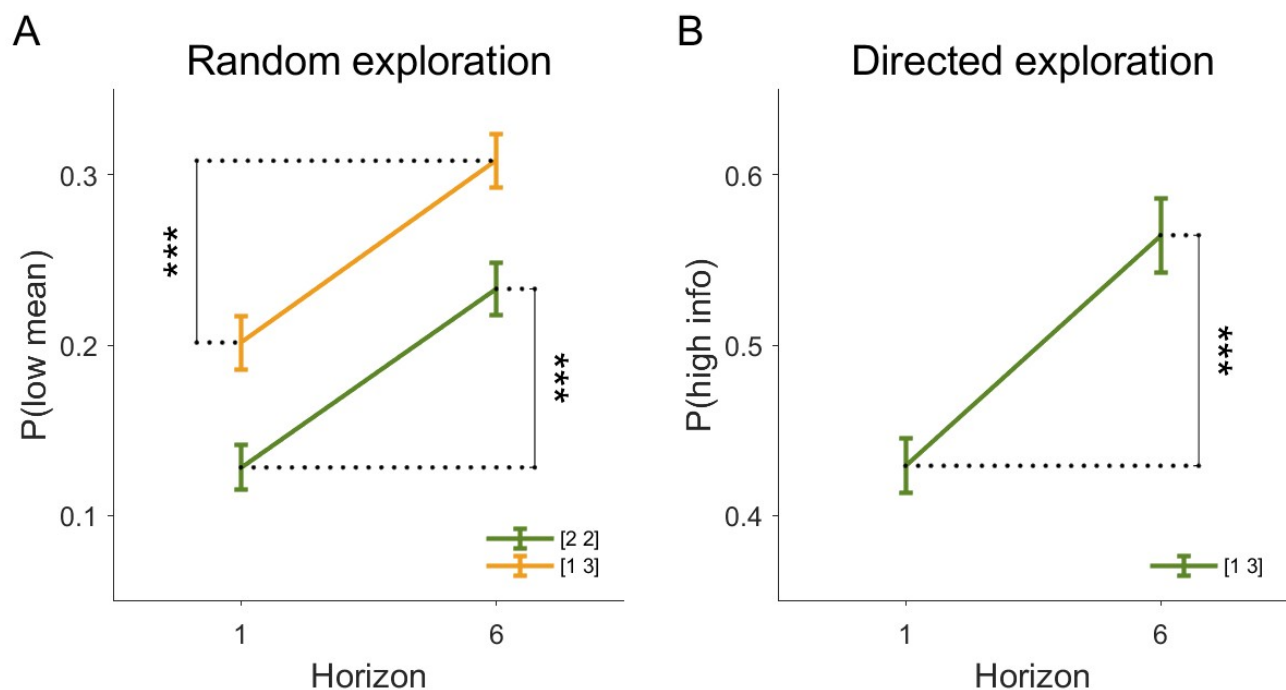 A
Random exploration
0.3
0.2
0.1
P(low mean)
***
***
[2 2]
[1 3]
1
6
Horizon
B
Directed exploration
0.6
0.5
0.4
P(high info)
***
[1 3]
1
6
Horizon